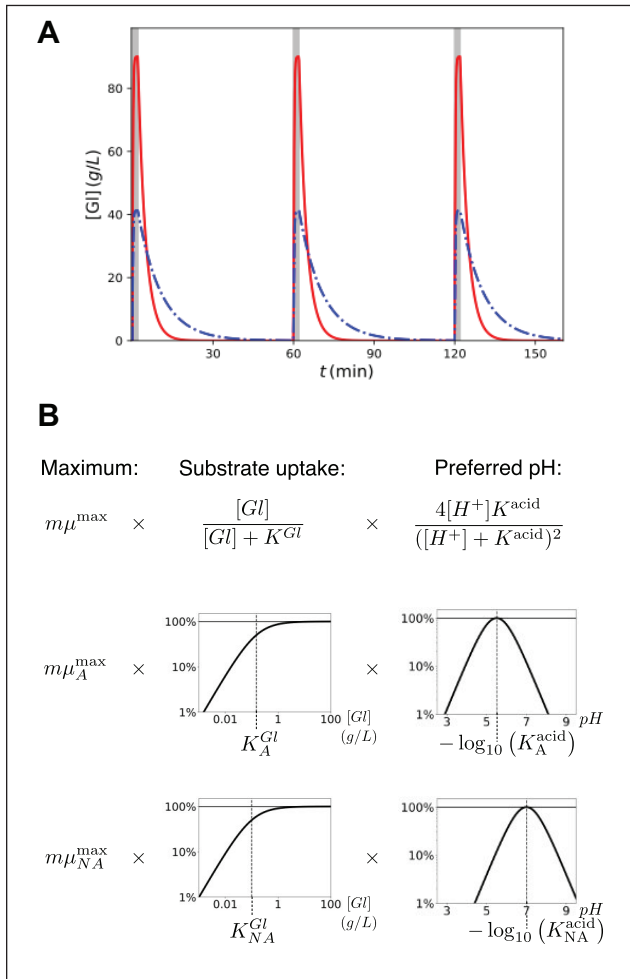 A
[Gl] (g/L)
80
60
40
20
0
30 60 90 120 150
t (min)
B
Maximum: Substrate uptake: Preferred pH:
mμ^max × [Gl] / ([Gl] + K^Gl) × 4[H+]K^acid / ([H+] + K^acid)^2
100% 100%
mμ_A^max × 10% × 10%
1% 1%
0.01 1 100 [Gl] (g/L) 3 5 7 9 pH
K_A^Gl − log10 (K_A^acid)
100% 100%
mμ_NA^max × 10% × 10%
1% 1%
0.01 1 100 [Gl] (g/L) 3 5 7 9 pH
K_NA^Gl − log10 (K_NA^acid)